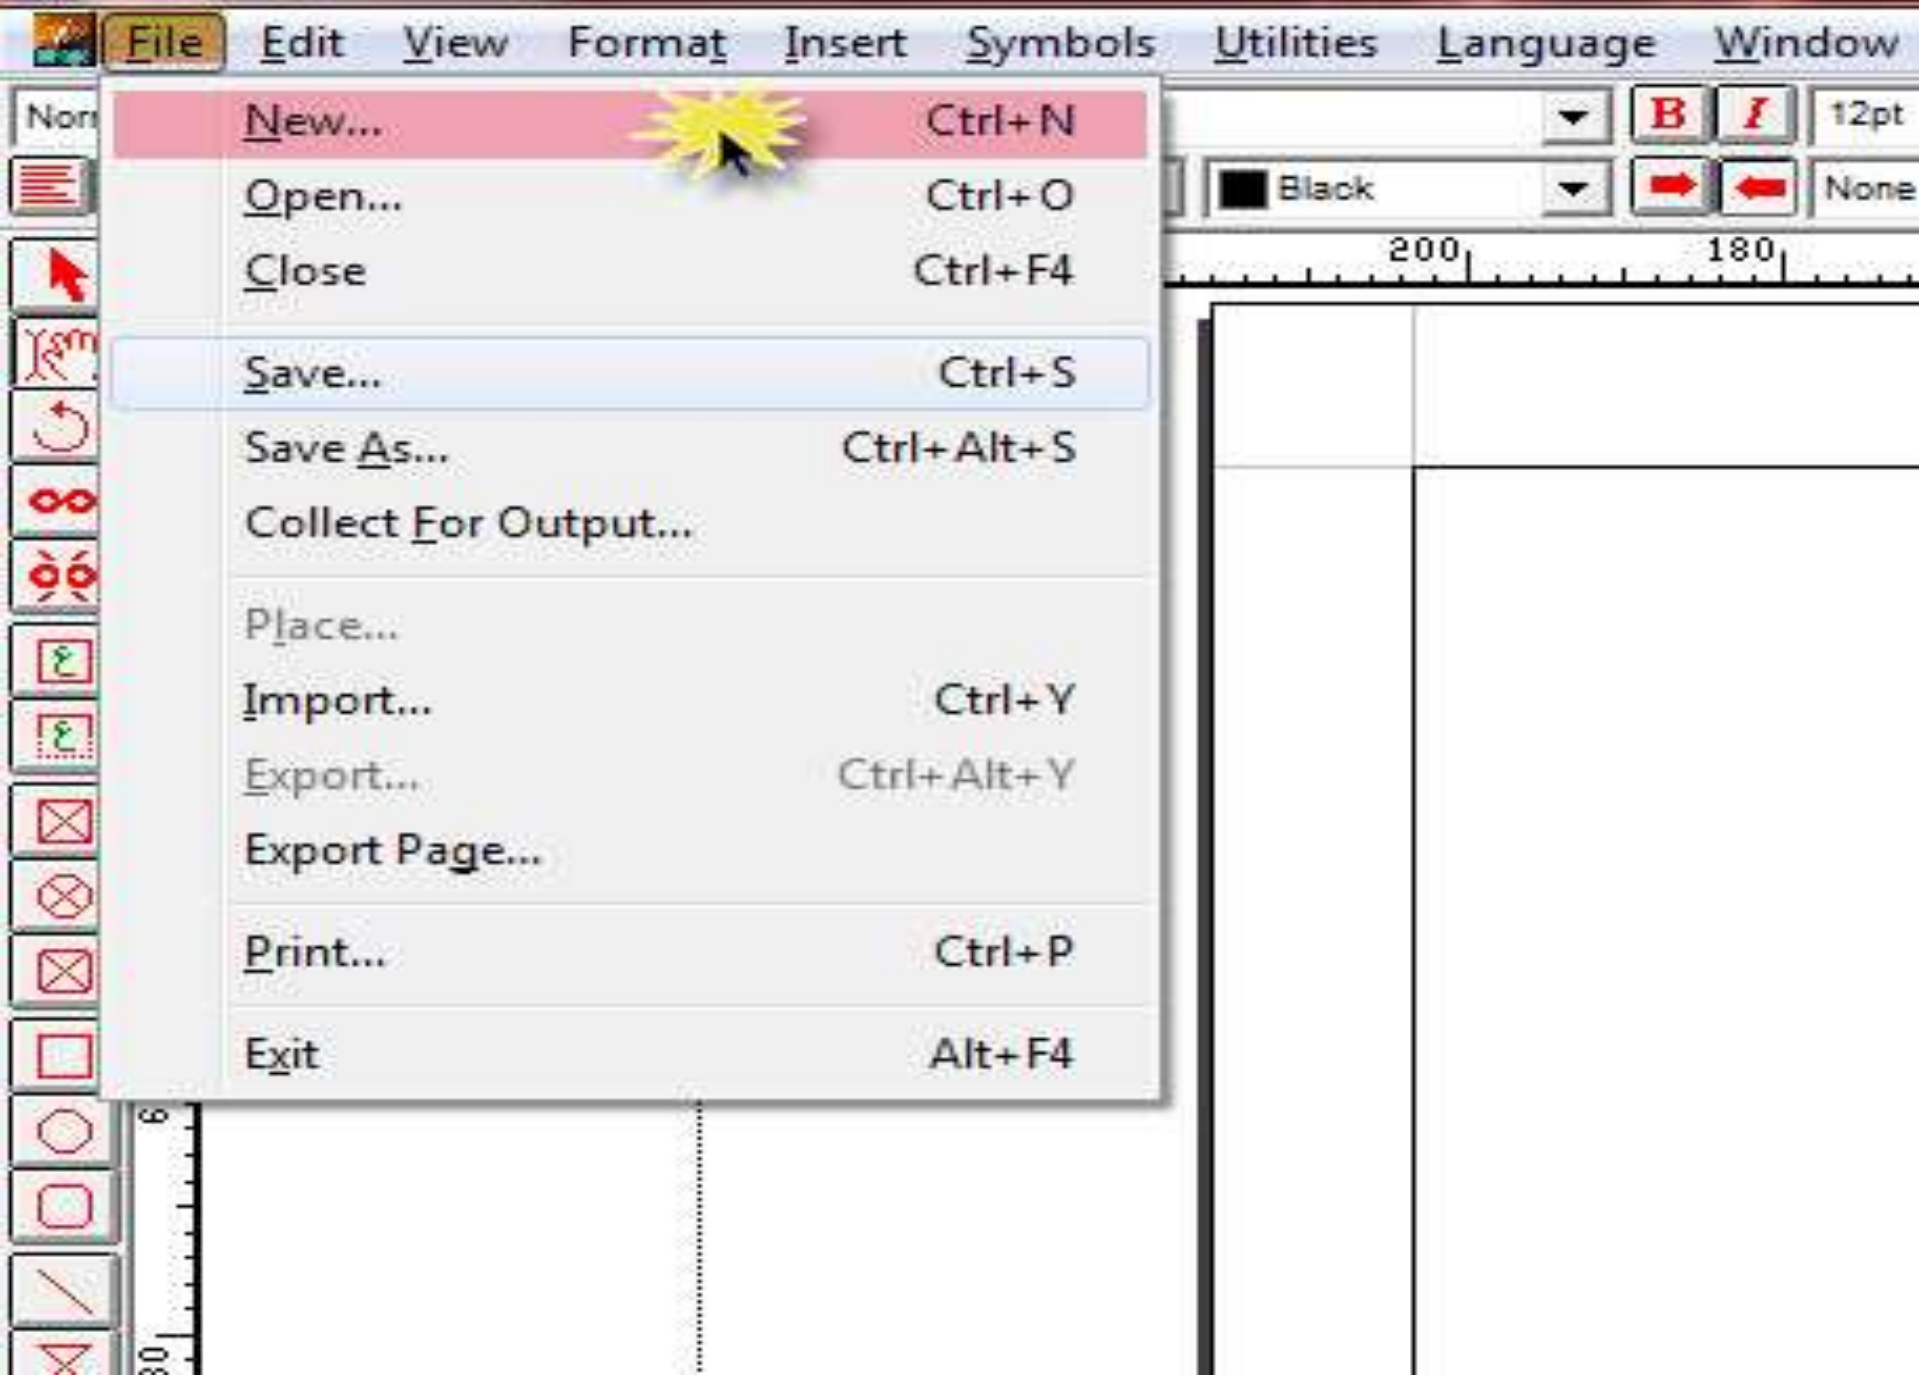 File Edit View Format Insert Symbols Utilities Language Window
New... Ctrl+N
12pt
Open... Ctrl+O
Black
None
Close Ctrl+F4
200 180
Save... Ctrl+S
Save As... Ctrl+Alt+S
Collect For Output...
Place...
Import... Ctrl+Y
Export... Ctrl+Alt+Y
Export Page...
Print... Ctrl+P
Exit Alt+F4